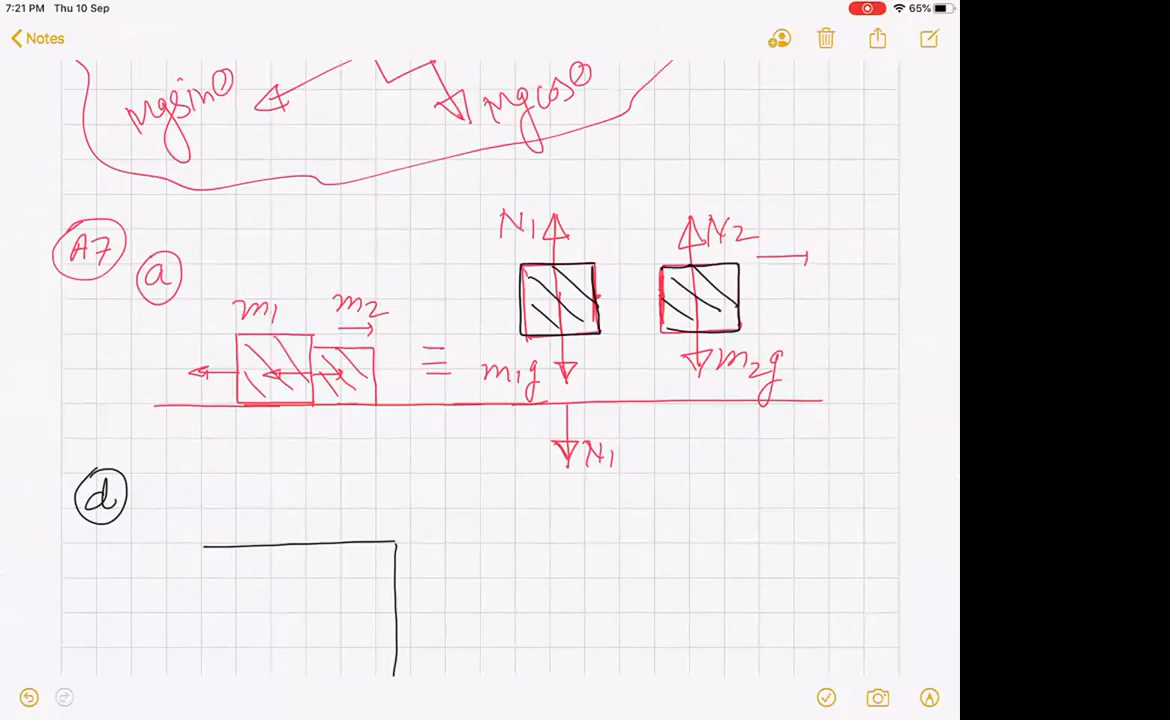 7:21 PM Thu 10 Sep
65%
Notes
mgsinθ
mgcosθ
A7
a
N1
N2
m1
m2
≡
m1g
m2g
N1
d